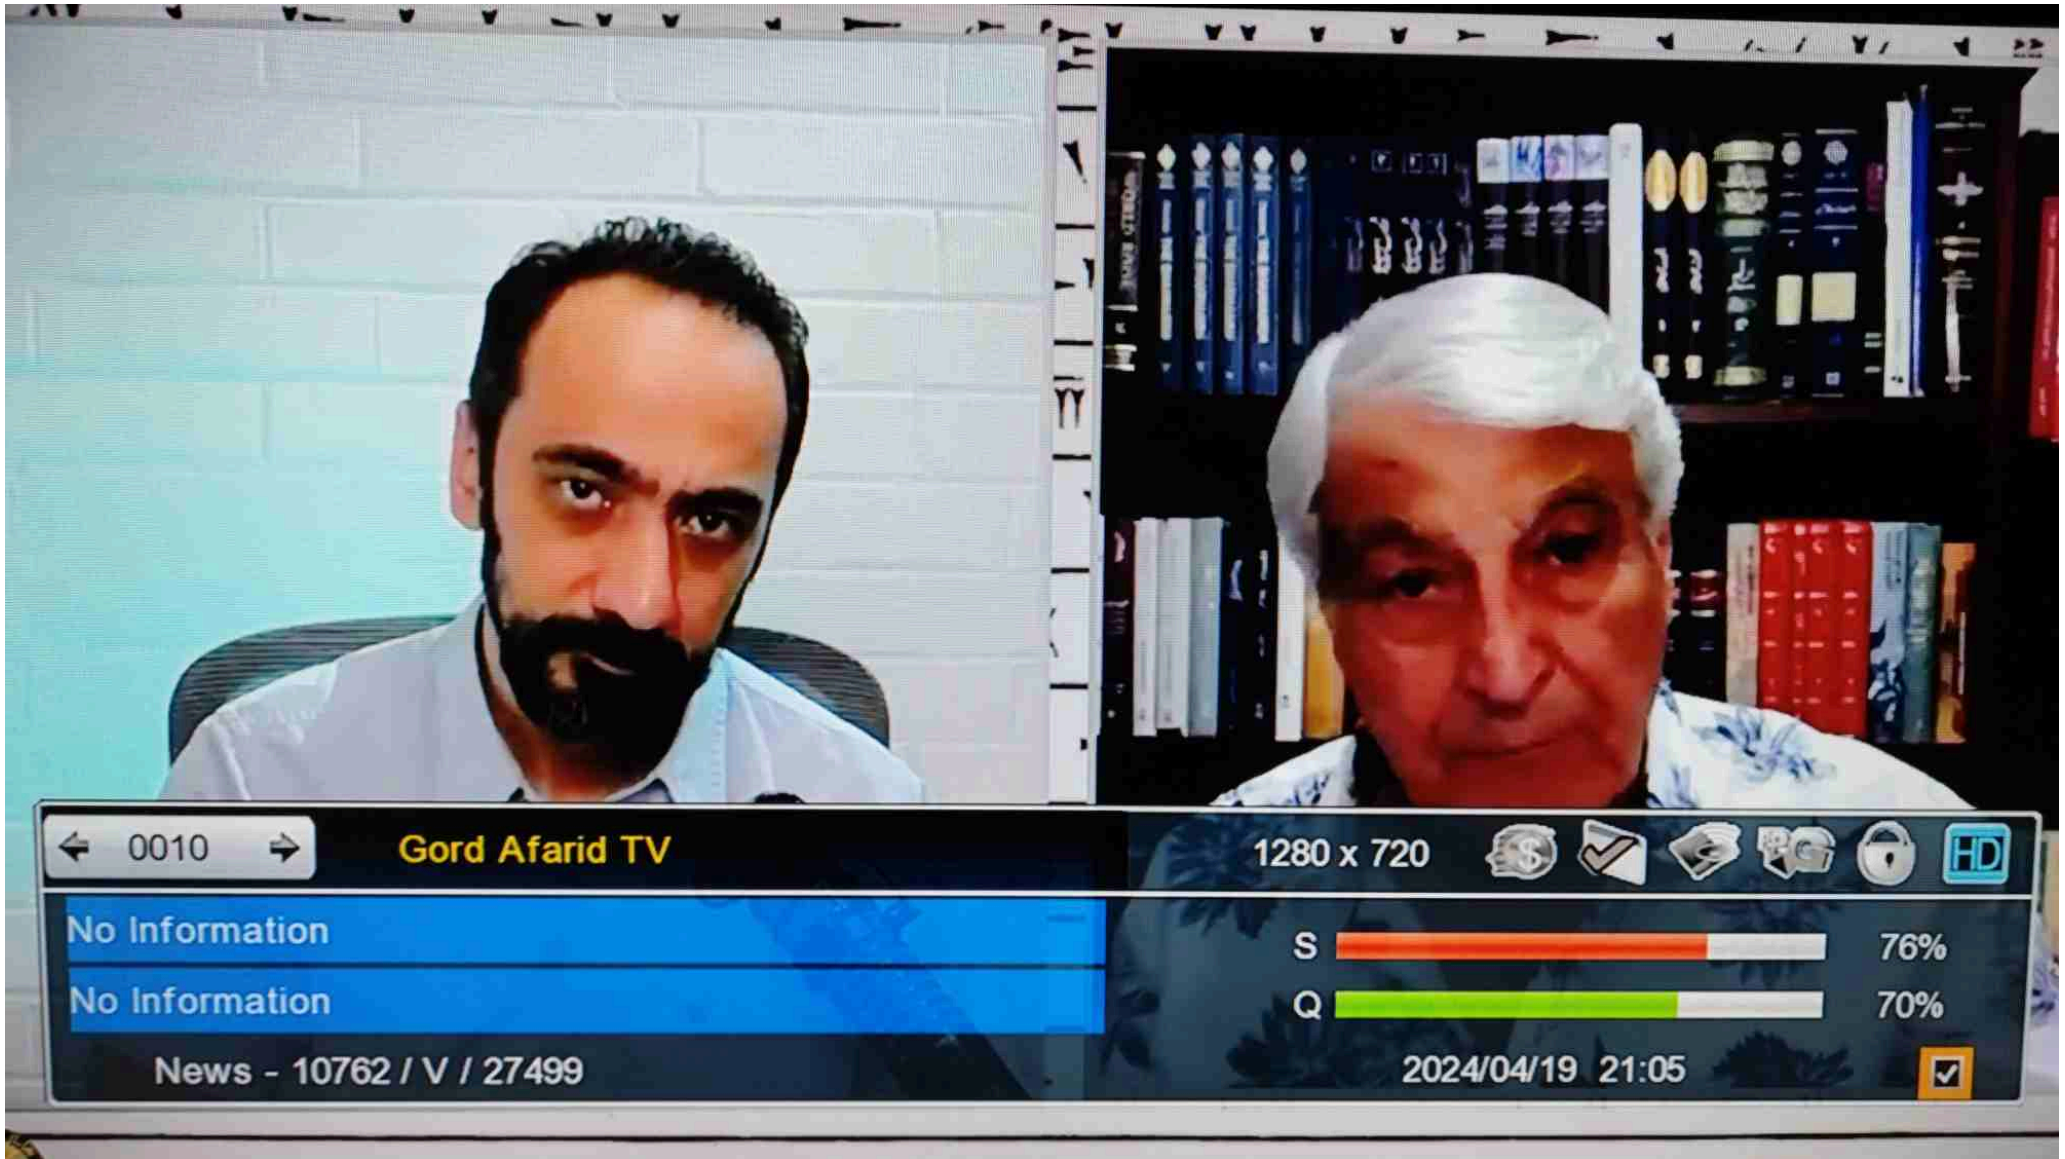 0010
Gord Afarid TV
1280 x 720
HD
No Information
No Information
S 76%
Q 70%
News - 10762 / V / 27499
2024/04/19 21:05